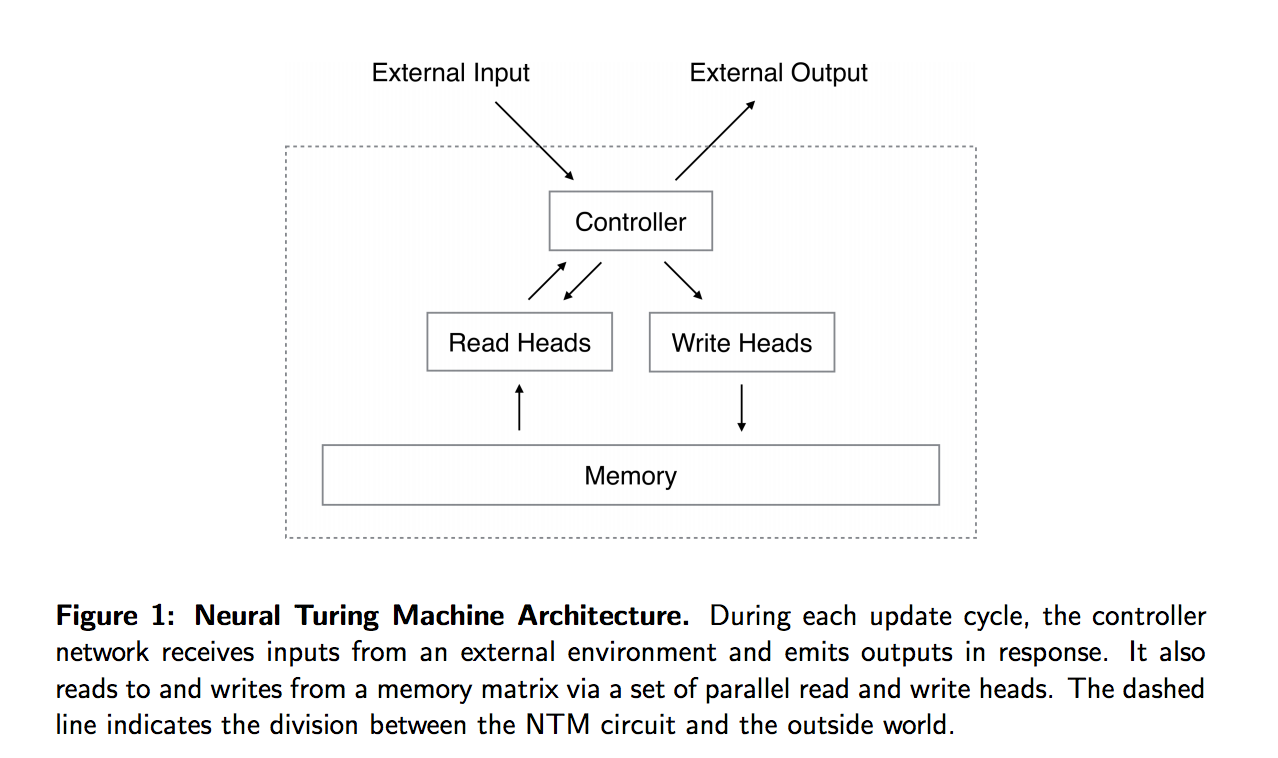 External Input
External Output
Controller
Read Heads
Write Heads
Memory
Figure 1: Neural Turing Machine Architecture. During each update cycle, the controller
network receives inputs from an external environment and emits outputs in response. It also
reads to and writes from a memory matrix via a set of parallel read and write heads. The dashed
line indicates the division between the NTM circuit and the outside world.